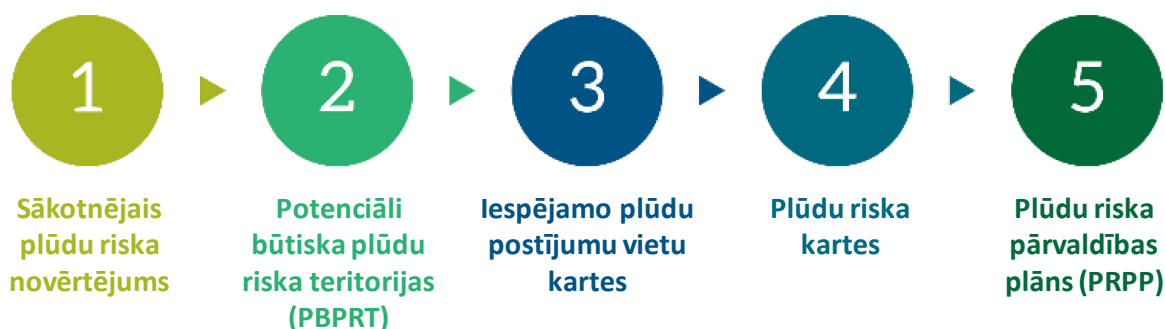 1
2
3
4
5
Sākotnējais
plūdu riska
novērtējums
Potenciāli
būtiska plūdu
riska teritorijas
(PBPRT)
Iespējamo plūdu
postījumu vietu
kartes
Plūdu riska
kartes
Plūdu riska
pārvaldības
plāns (PRPP)